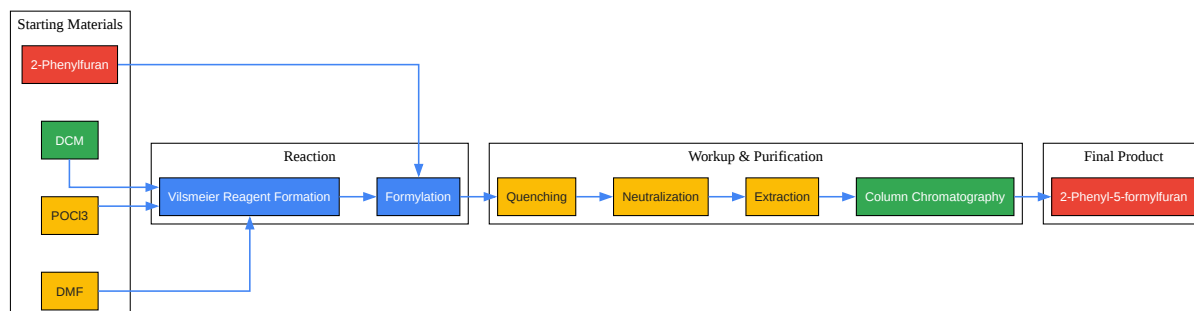 Starting Materials
2-Phenylfuran
DCM
POCl3
DMF
Reaction
Vilsmeier Reagent Formation
Formylation
Workup & Purification
Quenching
Neutralization
Extraction
Column Chromatography
Final Product
2-Phenyl-5-formylfuran